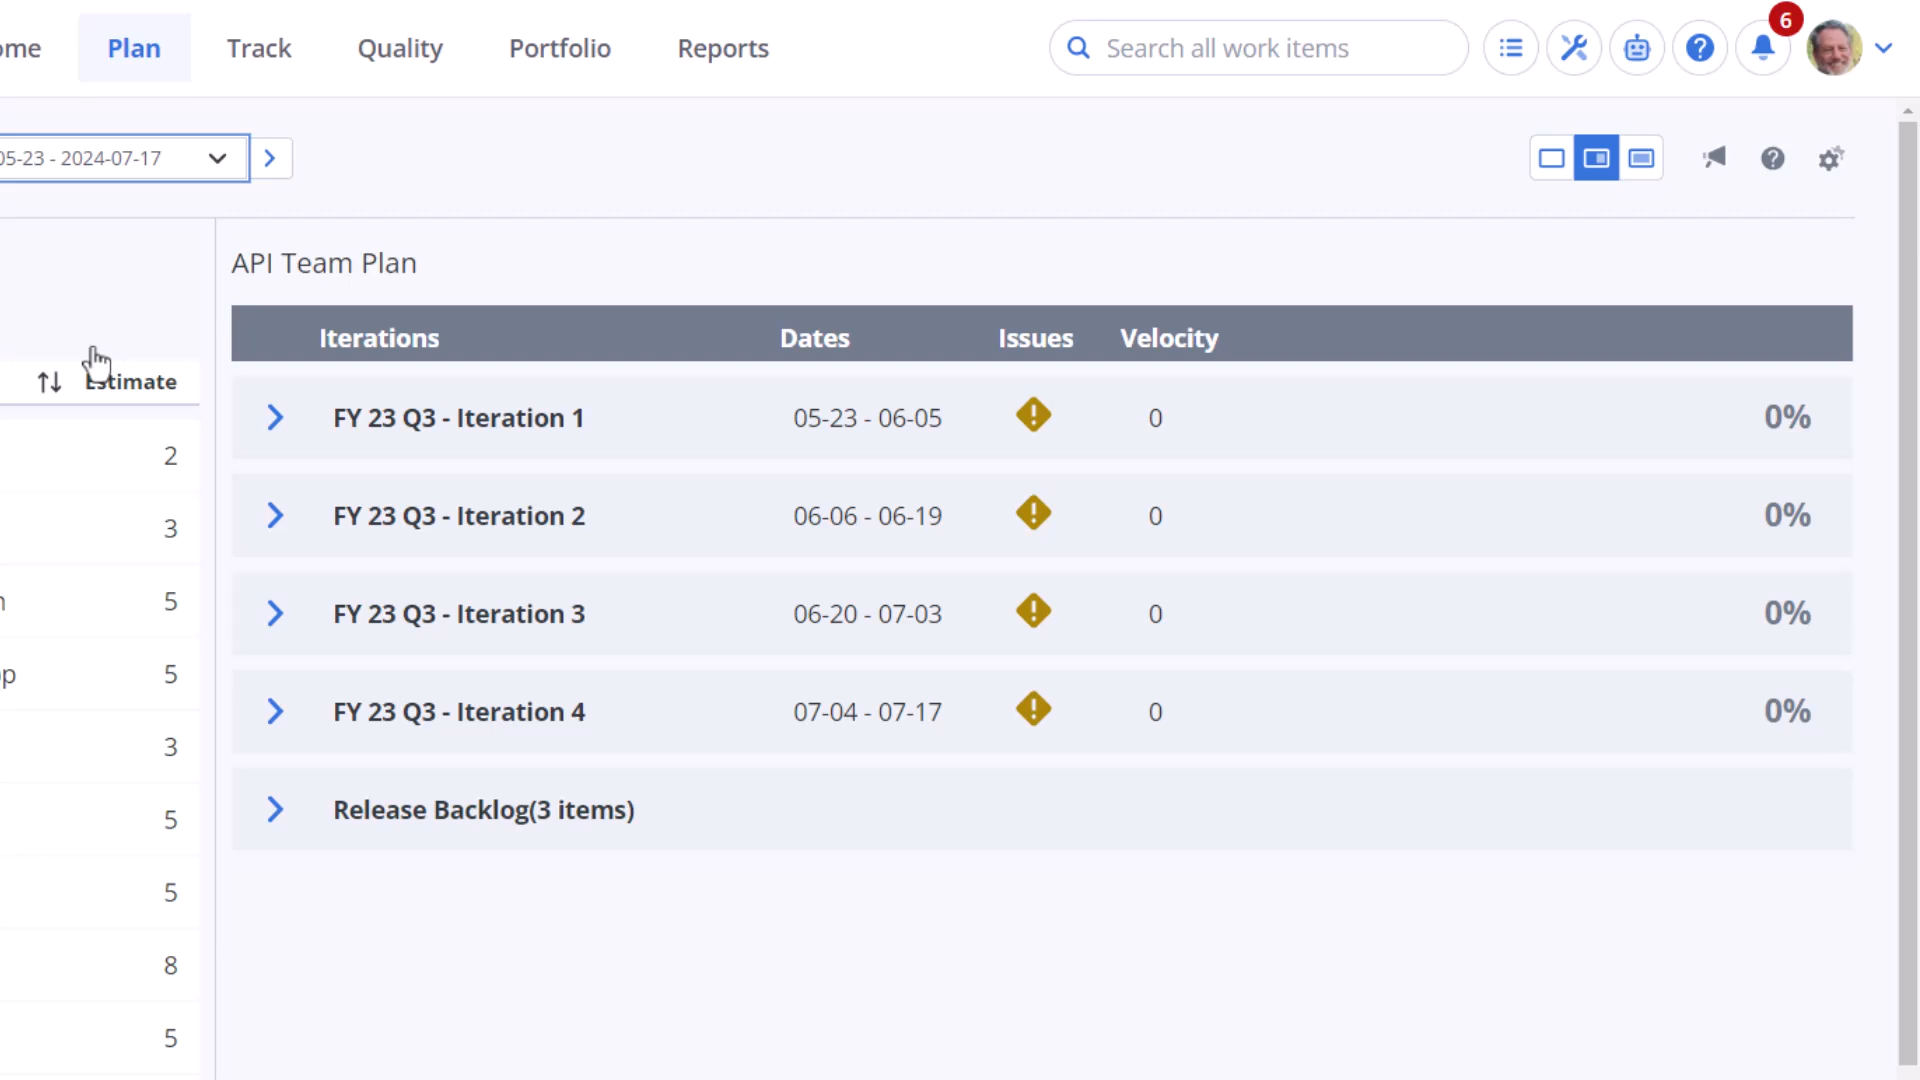 ome Plan Track Quality Portfolio Reports Search all work items 6
05-23 - 2024-07-17
API Team Plan
Iterations Dates Issues Velocity
Estimate
FY 23 Q3 - Iteration 1 05-23 - 06-05 0 0%
2
FY 23 Q3 - Iteration 2 06-06 - 06-19 0 0%
3
n 5
FY 23 Q3 - Iteration 3 06-20 - 07-03 0 0%
op 5
FY 23 Q3 - Iteration 4 07-04 - 07-17 0 0%
3
Release Backlog(3 items)
5
5
8
5